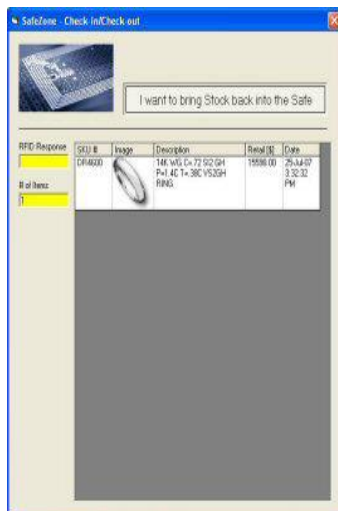 SafeZone - Check-in/Check-out
I want to bring Stock back into the Safe
RFID Response
# of Items
1
SKU # Image Description Retail [$] Date
DR4600 14K WG C=.72 SI2 GH 15598.00 25-Jul-07
P=1.4C T=.38C VS2GH 3:32:32
RING PM